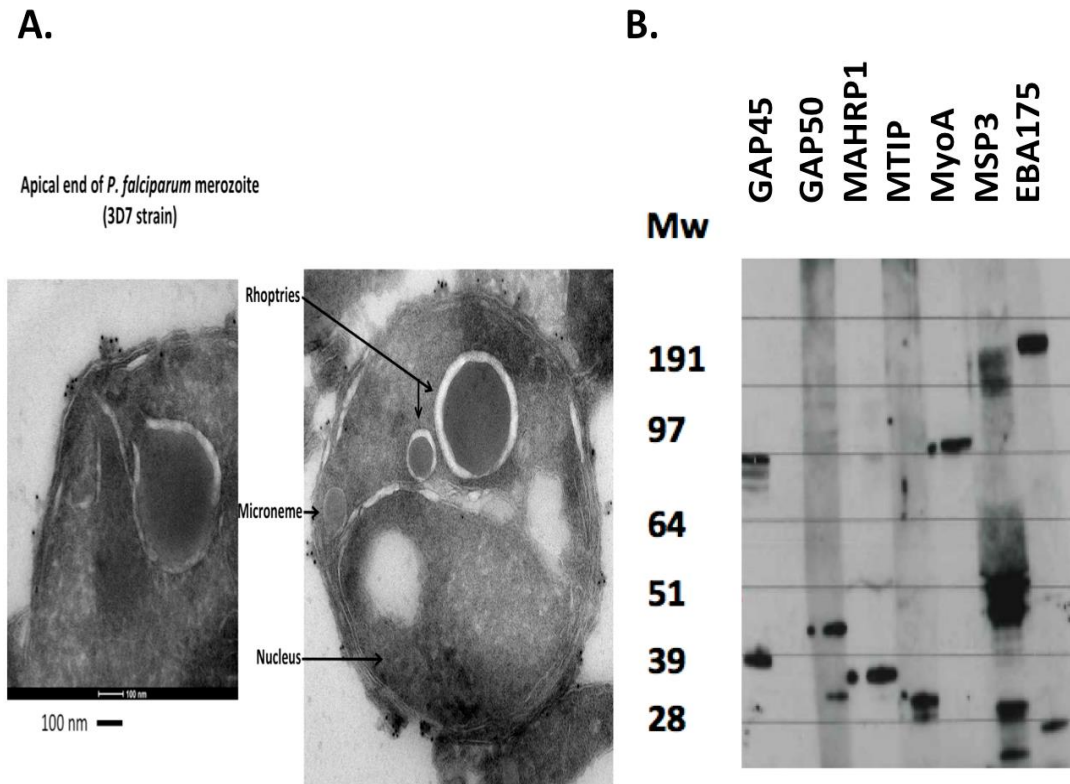 A.
B.
Apical end of P. falciparum merozoite
(3D7 strain)
Rhoptries
Microneme
Nucleus
100 nm
100 nm
GAP45
GAP50
MAHRP1
MTIP
MyoA
MSP3
EBA175
Mw
191
97
64
51
39
28